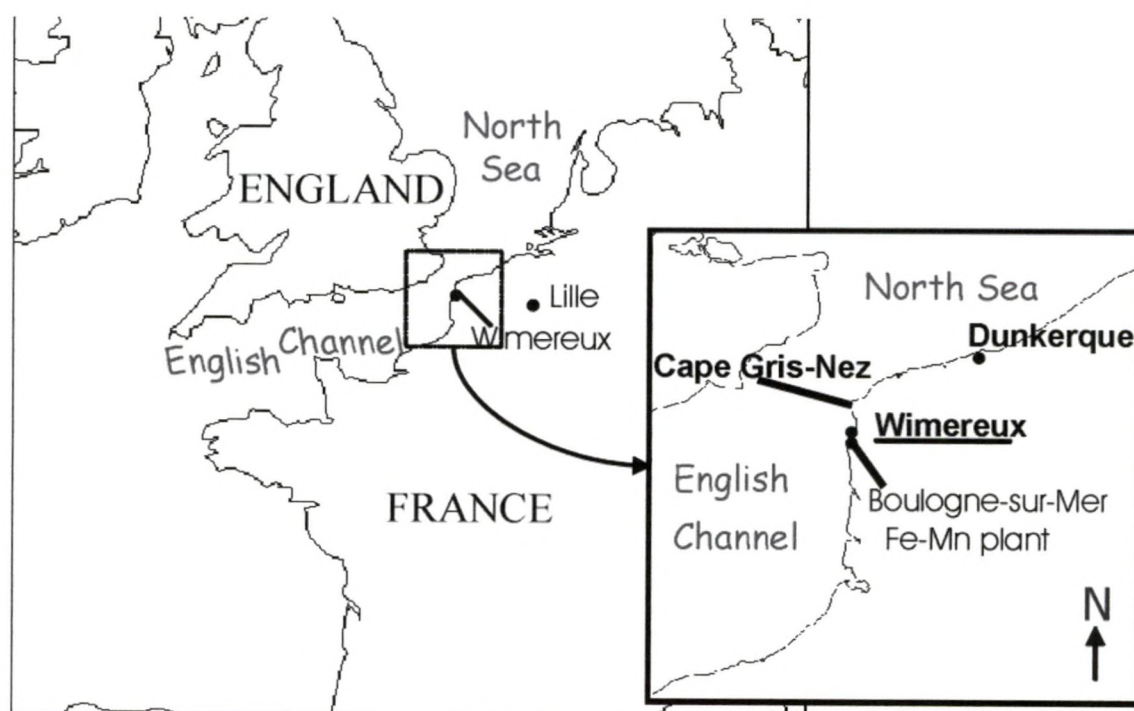 North
Sea
ENGLAND
Lille
Wimereux
English Channel
FRANCE
North Sea
Dunkerque
Cape Gris-Nez
Wimereux
English
Channel
Boulogne-sur-Mer
Fe-Mn plant
N